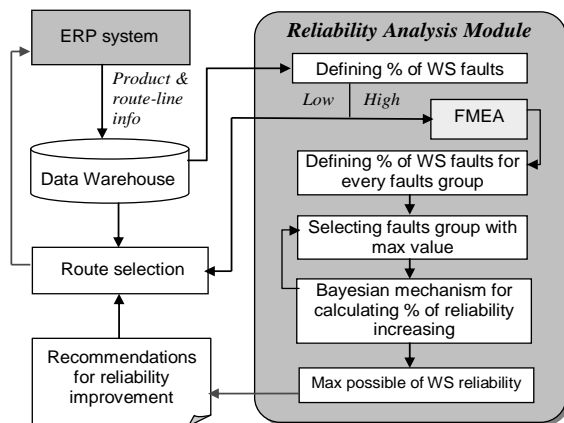 ERP system
Product &
route-line
info
Data Warehouse
Route selection
Recommendations
for reliability
improvement
Reliability Analysis Module
Defining % of WS faults
Low
High
FMEA
Defining % of WS faults for
every faults group
Selecting faults group with
max value
Bayesian mechanism for
calculating % of reliability
increasing
Max possible of WS reliability